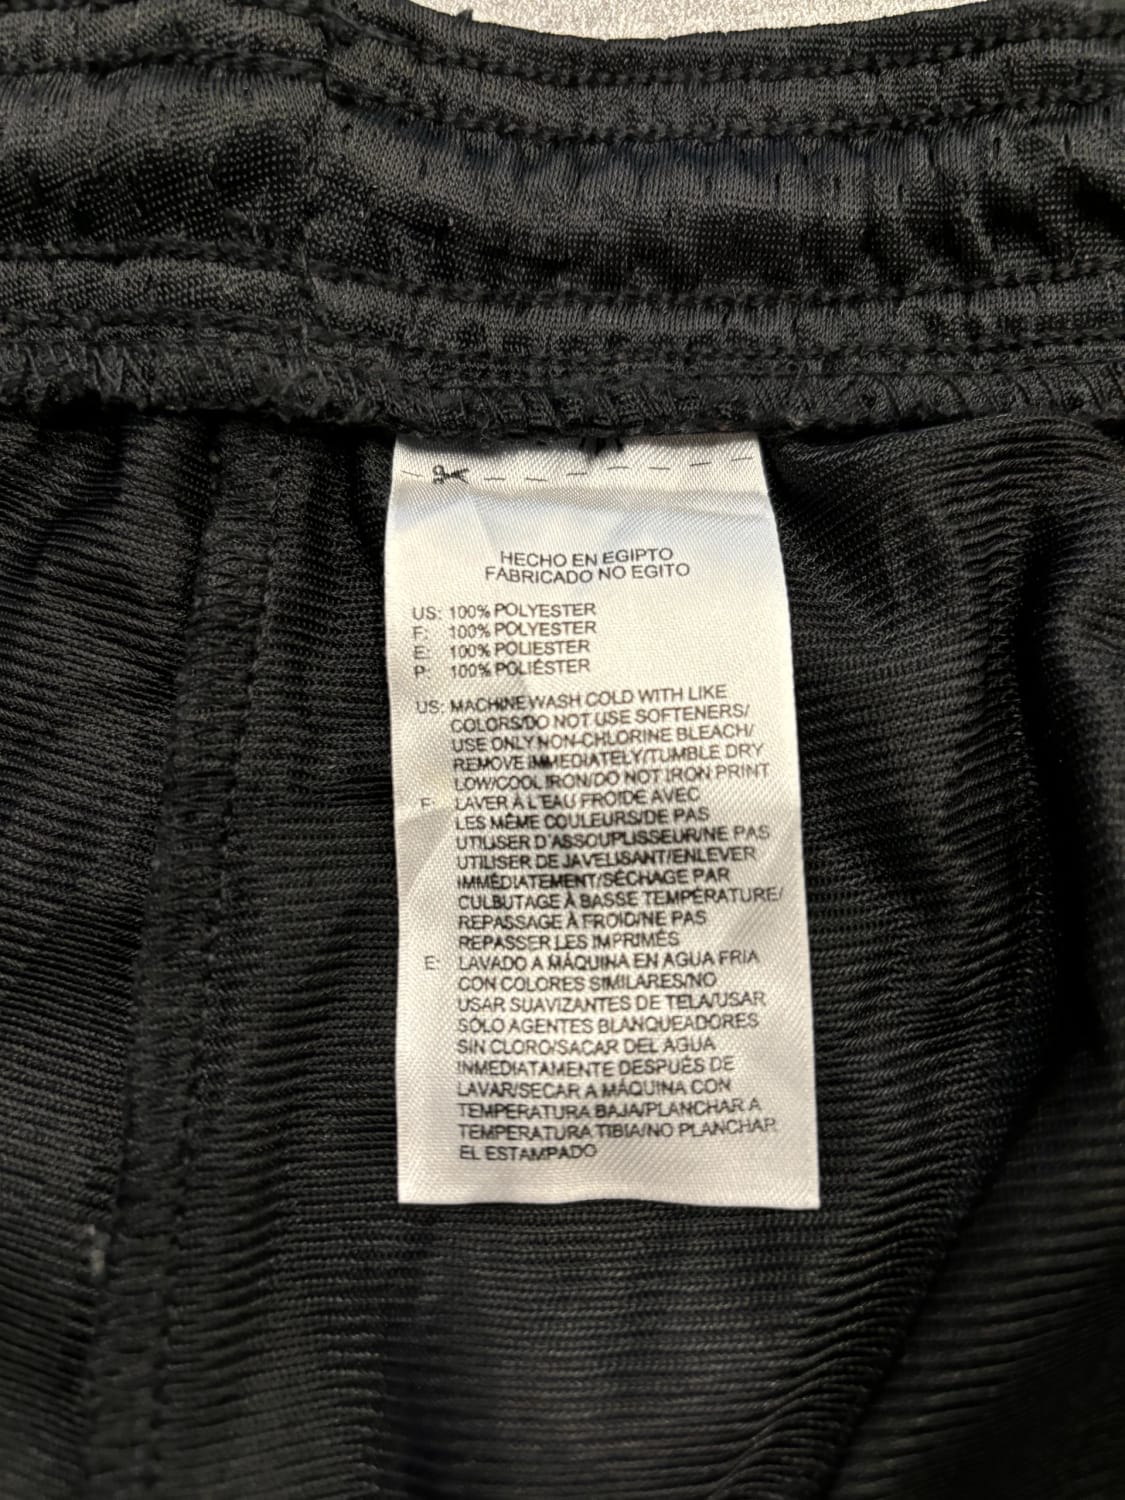 HECHO EN EGIPTO
FABRICADO NO EGITO
US: 100% POLYESTER
F: 100% POLYESTER
E: 100% POLIESTER
P: 100% POLIÉSTER
US: MACHINE WASH COLD WITH LIKE
COLORS/DO NOT USE SOFTENERS/
USE ONLY NON-CHLORINE BLEACH/
REMOVE IMMEDIATELY/TUMBLE DRY
LOW/COOL IRON/DO NOT IRON PRINT
F: LAVER À L'EAU FROIDE AVEC
LES MÊME COULEURS/DE PAS
UTILISER D'ASSOUPLISSEUR/NE PAS
UTILISER DE JAVELISANT/ENLEVER
IMMÉDIATEMENT/SÉCHAGE PAR
CULBUTAGE À BASSE TEMPÉRATURE/
REPASSAGE À FROID/NE PAS
REPASSER LES IMPRIMÉS
E: LAVADO A MÁQUINA EN AGUA FRIA
CON COLORES SIMILARES/NO
USAR SUAVIZANTES DE TELA/USAR
SÓLO AGENTES BLANQUEADORES
SIN CLORO/SACAR DEL AGUA
INMEDIATAMENTE DESPUÉS DE
LAVAR/SECAR A MÁQUINA CON
TEMPERATURA BAJA/PLANCHAR A
TEMPERATURA TIBIA/NO PLANCHAR
EL ESTAMPADO